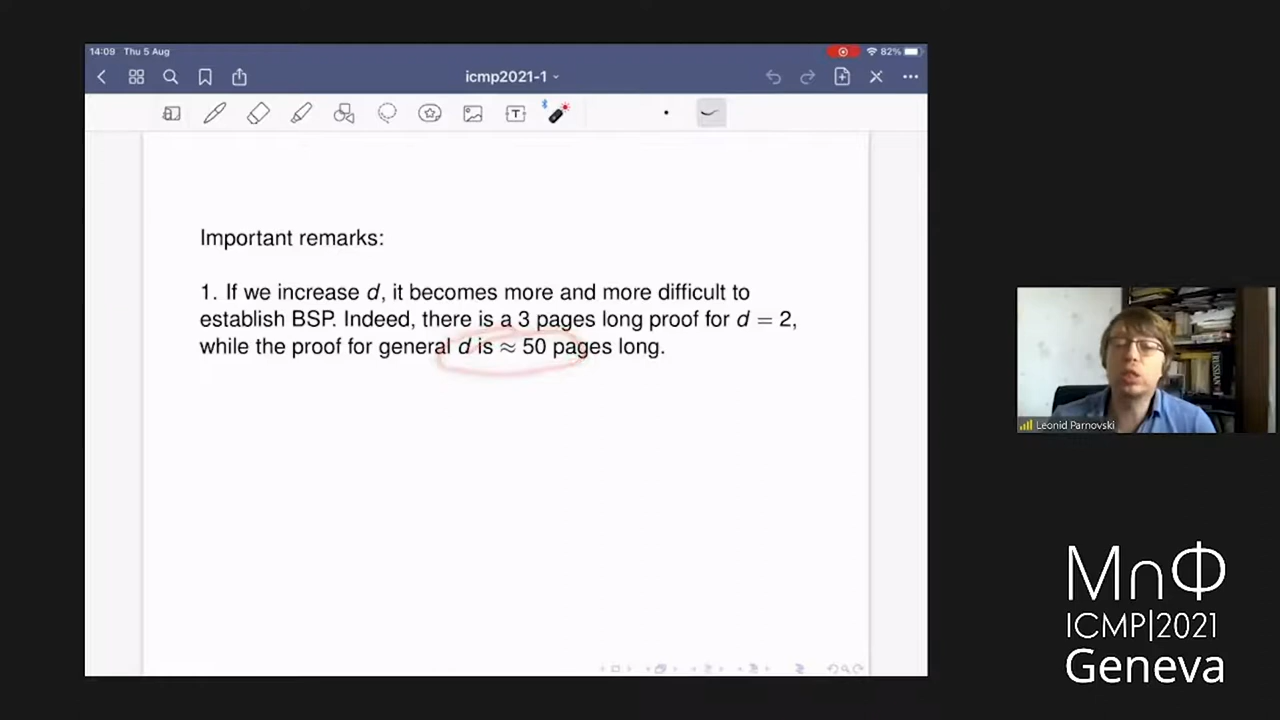 14:09 Thu 5 Aug
82%
icmp2021-1
T
Important remarks:
1. If we increase d, it becomes more and more difficult to
establish BSP. Indeed, there is a 3 pages long proof for d = 2,
while the proof for general d is ≈ 50 pages long.
RUSSIAN
Leonid Parnovski
M∩Φ
ICMP|2021
Geneva